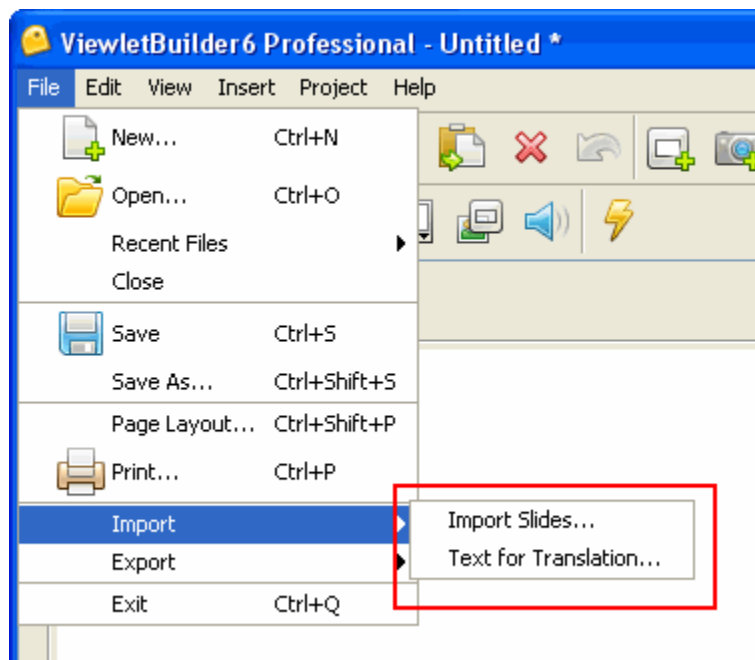 ViewletBuilder6 Professional - Untitled *
File Edit View Insert Project Help
New... Ctrl+N
Open... Ctrl+O
Recent Files
Close
Save Ctrl+S
Save As... Ctrl+Shift+S
Page Layout... Ctrl+Shift+P
Print... Ctrl+P
Import
Import Slides...
Export
Text for Translation...
Exit Ctrl+Q